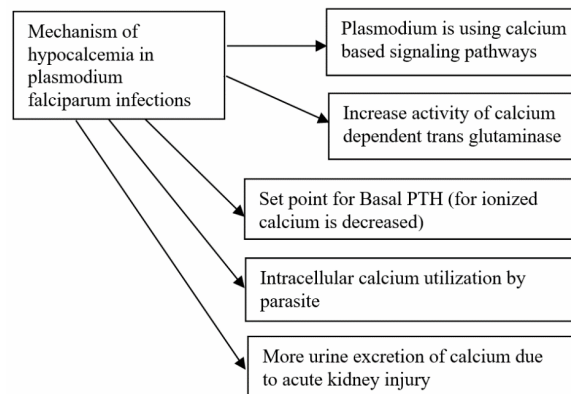 Mechanism of
hypocalcemia in
plasmodium
falciparum infections
Plasmodium is using calcium
based signaling pathways
Increase activity of calcium
dependent trans glutaminase
Set point for Basal PTH (for ionized
calcium is decreased)
Intracellular calcium utilization by
parasite
More urine excretion of calcium due
to acute kidney injury